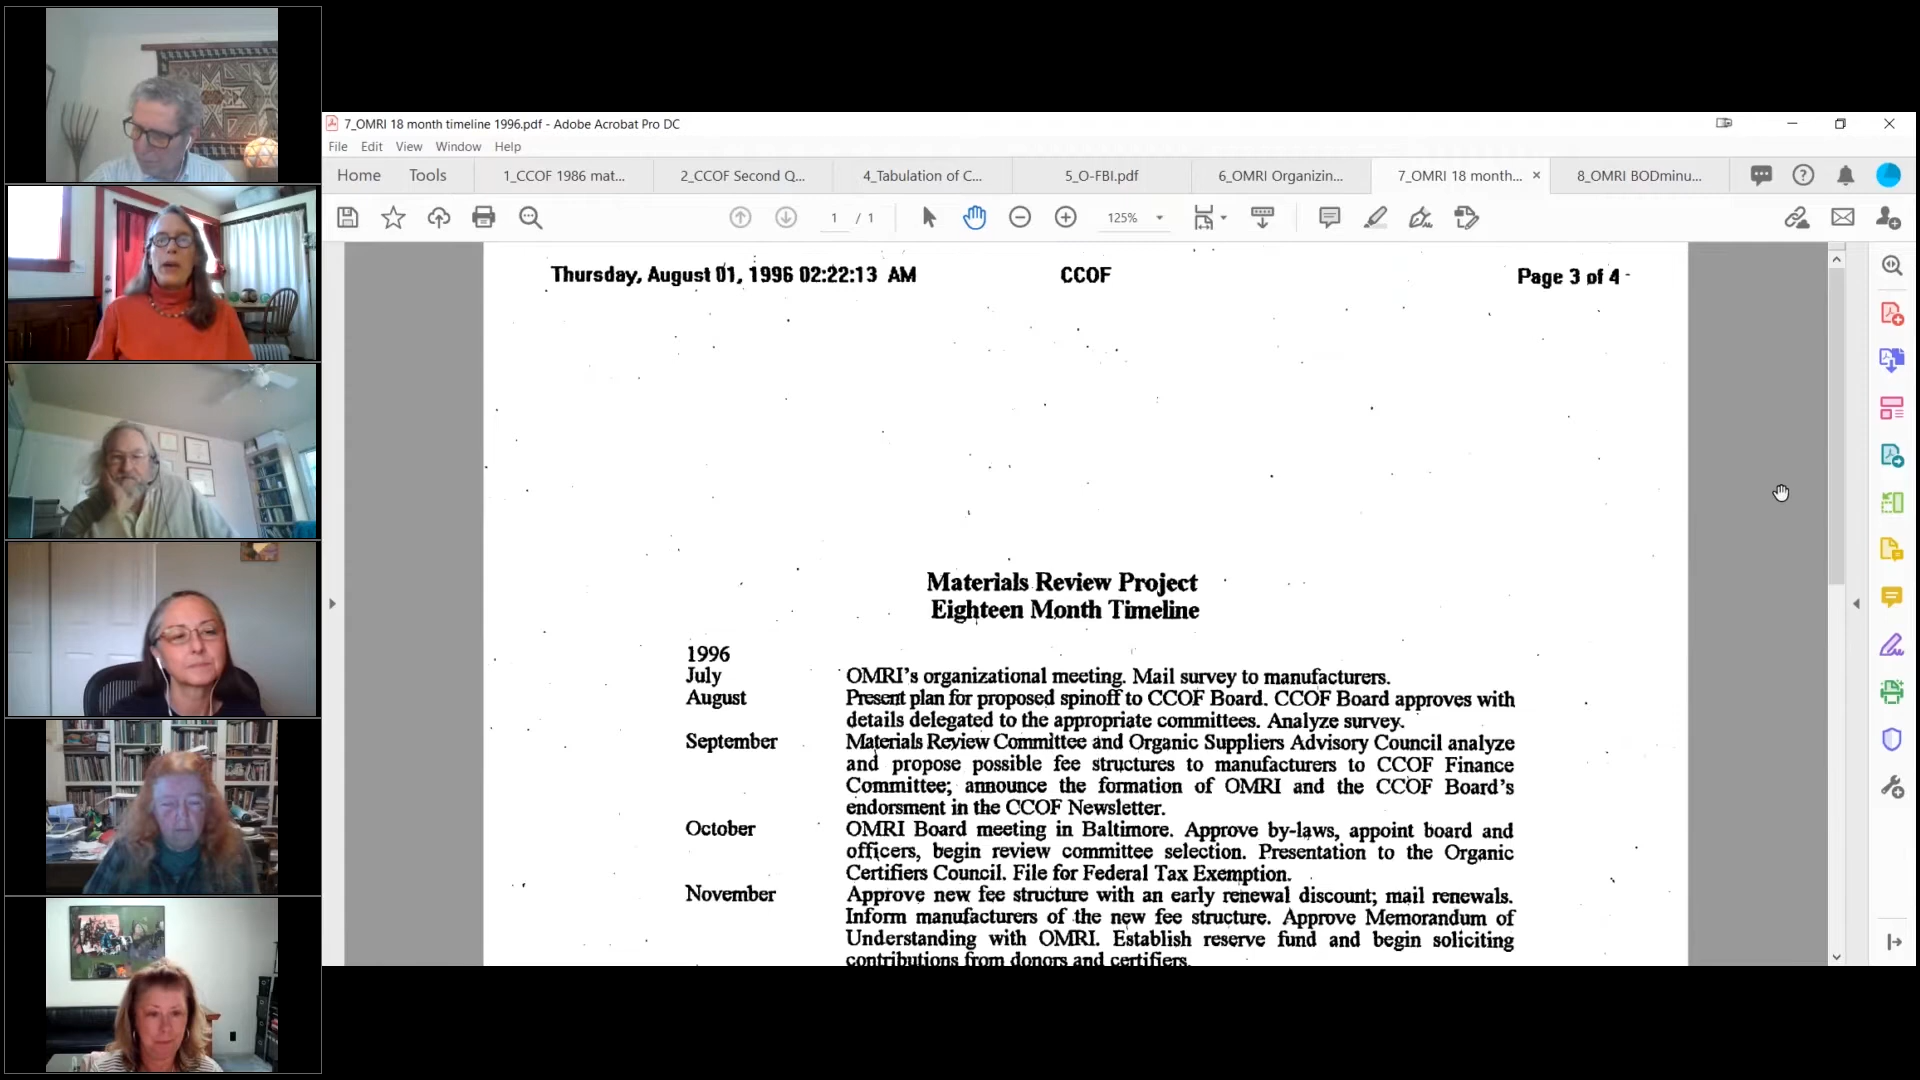 7_OMRI 18 month timeline 1996.pdf - Adobe Acrobat Pro DC
File Edit View Window Help
Home Tools 1_CCOF 1986 mat... 2_CCOF Second Q... 4_Tabulation of C... 5_O-FBI.pdf 6_OMRI Organizin... 7_OMRI 18 month... 8_OMRI BODminu...
1 / 1 125%
Thursday, August 01, 1996 02:22:13 AM CCOF Page 3 of 4
Materials Review Project
Eighteen Month Timeline
1996
July OMRI's organizational meeting. Mail survey to manufacturers.
August Present plan for proposed spinoff to CCOF Board. CCOF Board approves with
details delegated to the appropriate committees. Analyze survey.
September Materials Review Committee and Organic Suppliers Advisory Council analyze
and propose possible fee structures to manufacturers to CCOF Finance
Committee; announce the formation of OMRI and the CCOF Board's
endorsment in the CCOF Newsletter.
October OMRI Board meeting in Baltimore. Approve by-laws, appoint board and
officers, begin review committee selection. Presentation to the Organic
Certifiers Council. File for Federal Tax Exemption.
November Approve new fee structure with an early renewal discount; mail renewals.
Inform manufacturers of the new fee structure. Approve Memorandum of
Understanding with OMRI. Establish reserve fund and begin soliciting
contributions from donors and certifiers.